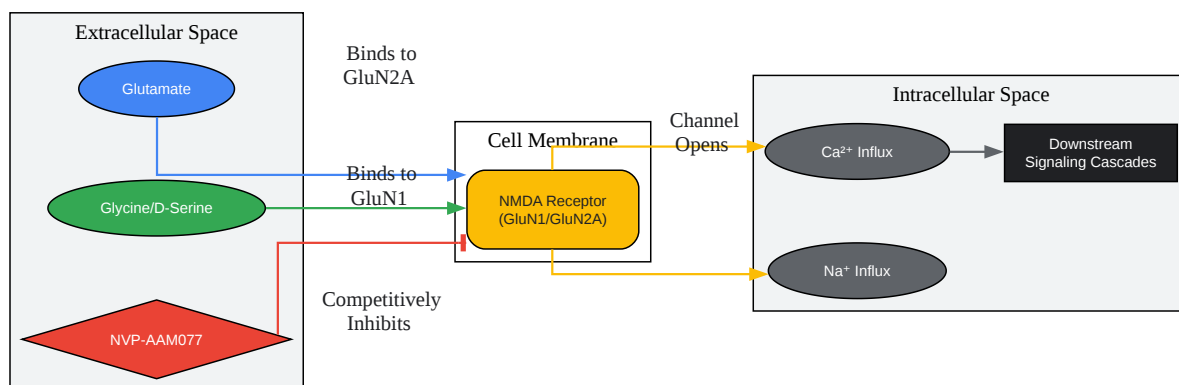 Extracellular Space
Glutamate
Glycine/D-Serine
NVP-AAM077
Binds to
GluN2A
Binds to
GluN1
Competitively
Inhibits
Cell Membrane
NMDA Receptor
(GluN1/GluN2A)
Channel
Opens
Intracellular Space
Ca²⁺ Influx
Downstream
Signaling Cascades
Na⁺ Influx